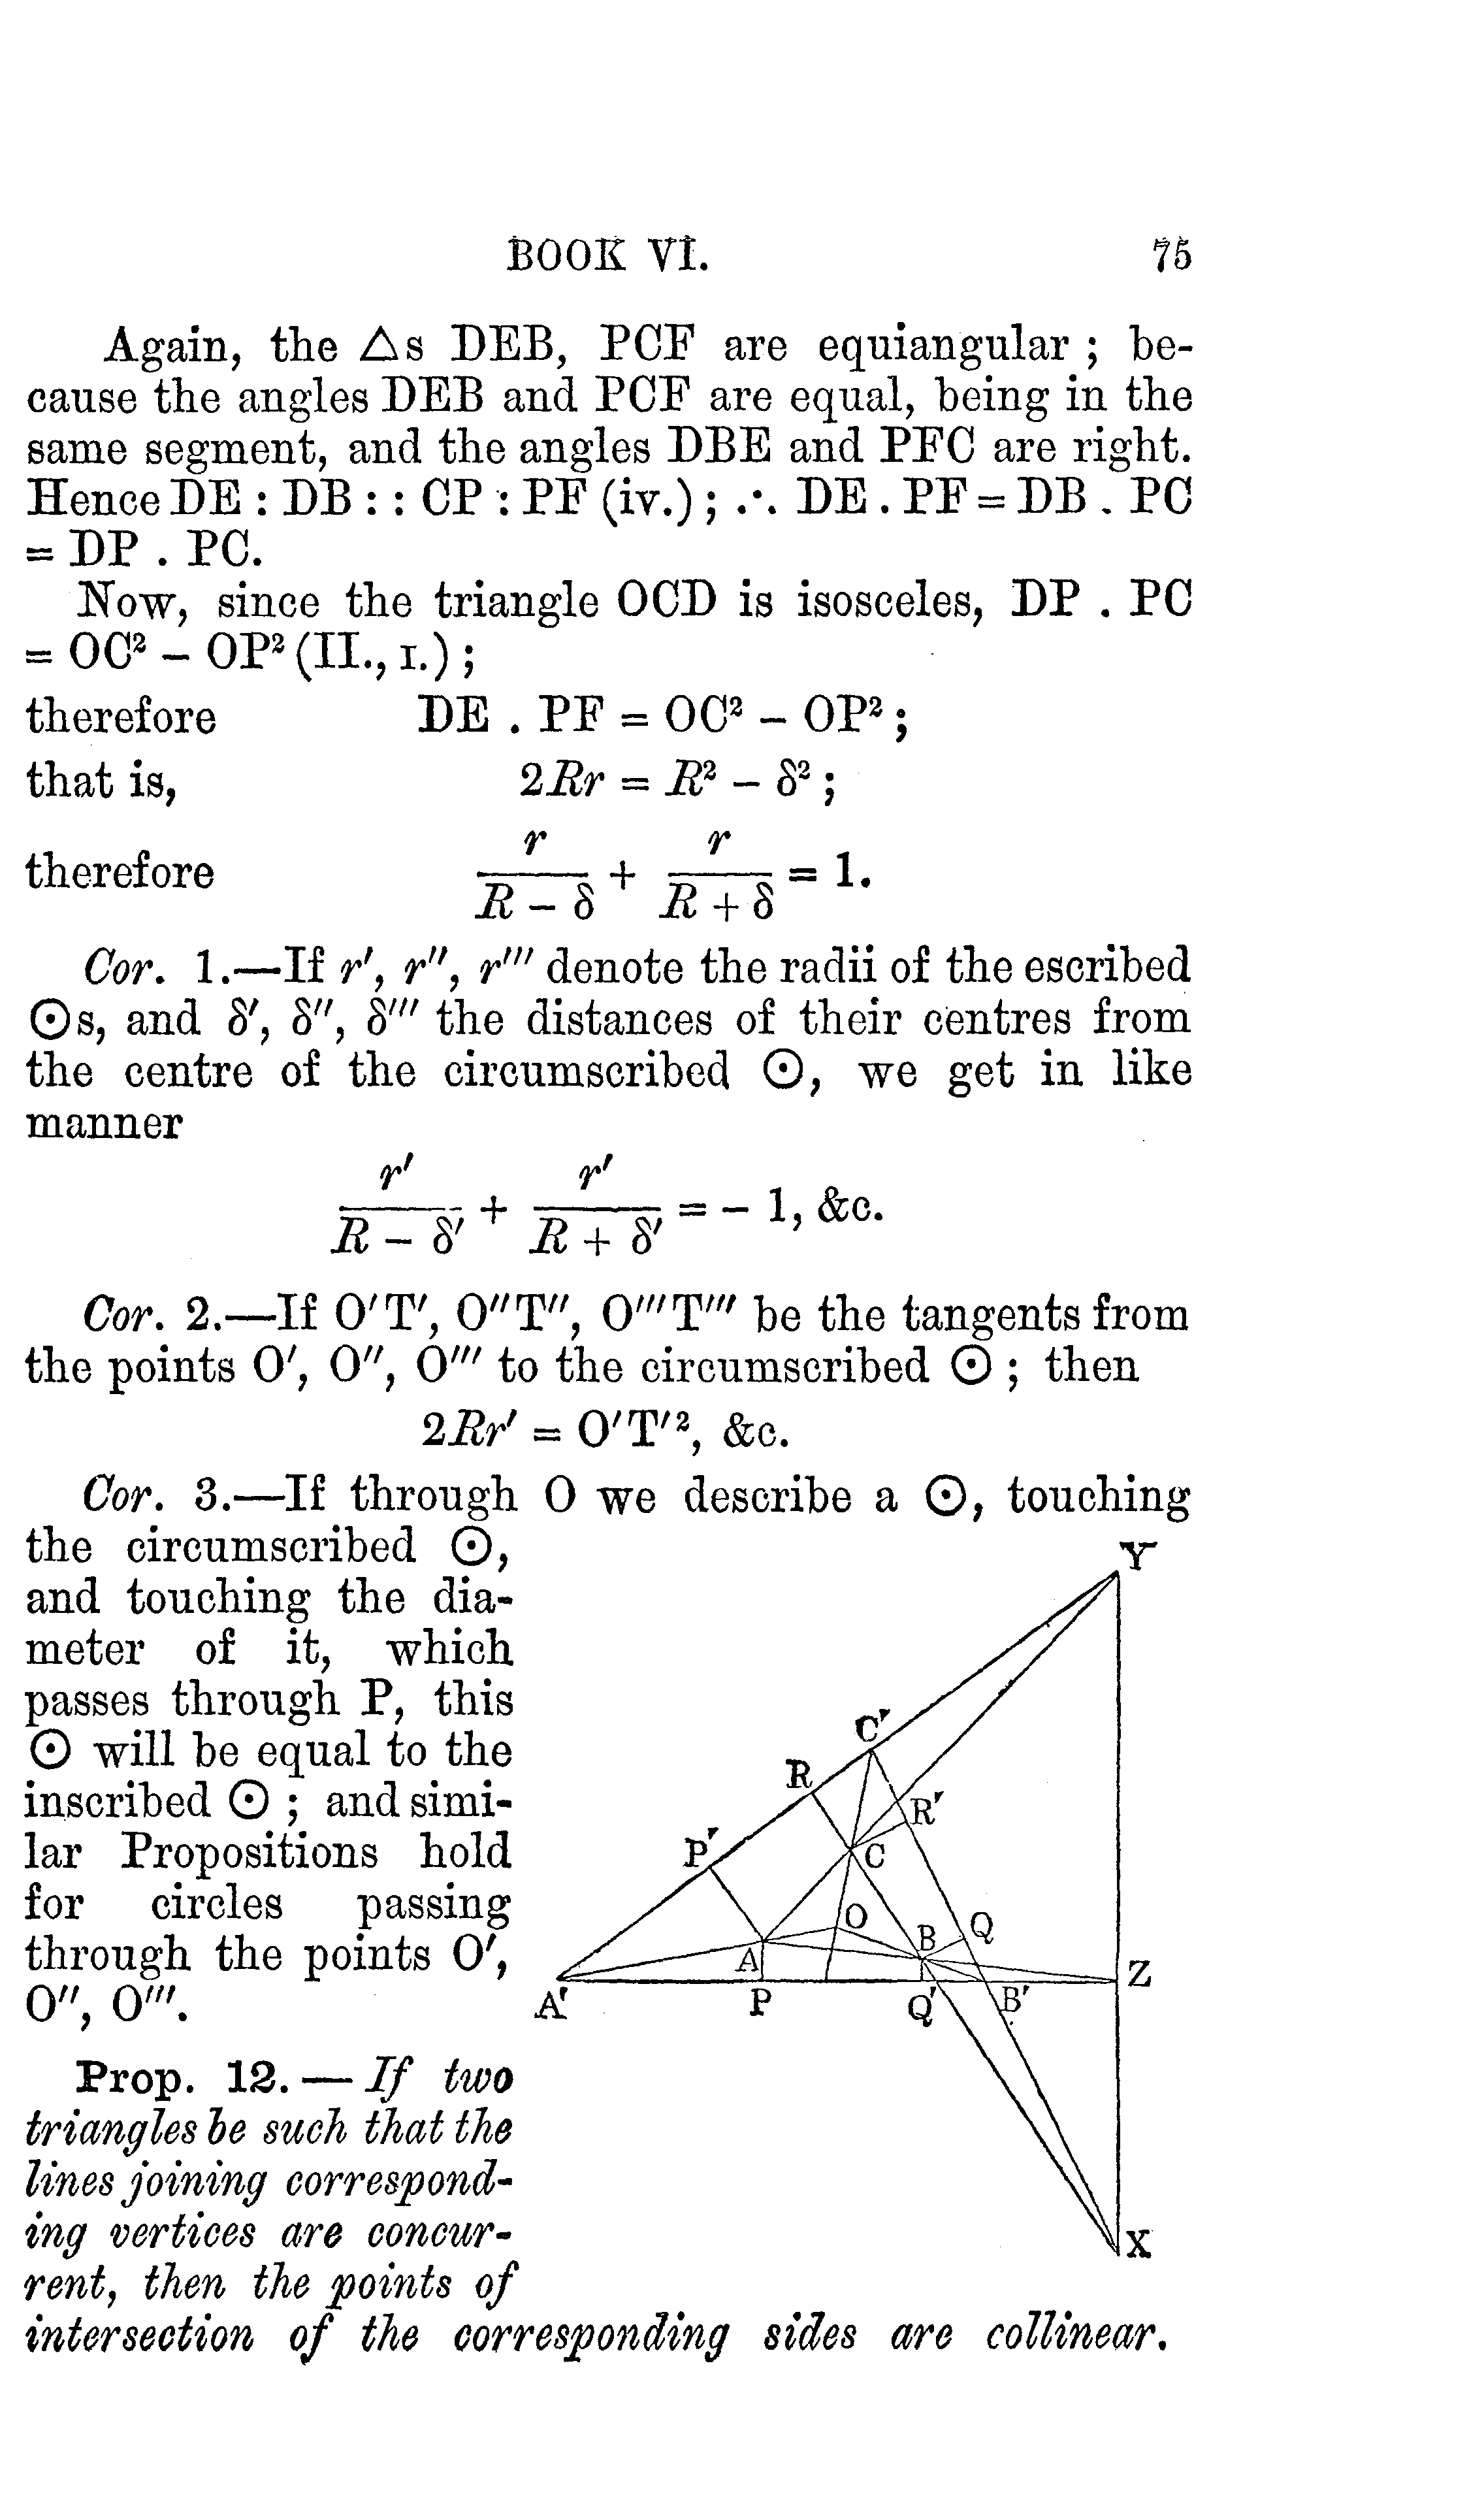 BOOK VI. 75
Again, the △s DEB, PCF are equiangular ; be-
cause the angles DEB and PCF are equal, being in the
same segment, and the angles DBE and PFC are right.
Hence DE : DB : : CP : PF (iv.) ; ∴ DE . PF = DB . PC
= DP . PC.
Now, since the triangle OCD is isosceles, DP . PC
= OC² – OP² (II., I.) ;
therefore DE . PF = OC² – OP² ;
that is, 2Rr = R² – δ² ;
therefore r/(R – δ) + r/(R + δ) = 1.
Cor. 1.—If r′, r″, r‴ denote the radii of the escribed
⊙s, and δ′, δ″, δ‴ the distances of their centres from
the centre of the circumscribed ⊙, we get in like
manner
r′/(R – δ′) + r′/(R + δ′) = – 1, &c.
Cor. 2.—If O′T′, O″T″, O‴T‴ be the tangents from
the points O′, O″, O‴ to the circumscribed ⊙ ; then
2Rr′ = O′T′², &c.
Cor. 3.—If through O we describe a ⊙, touching
the circumscribed ⊙,
and touching the dia-
meter of it, which
passes through P, this
⊙ will be equal to the
inscribed ⊙ ; and simi-
lar Propositions hold
for circles passing
through the points O′,
O″, O‴.
Y
C′
R
R′
P′
C
O
B
Q
A
Z
A′
P
Q′
B′
X
Prop. 12.—If two
triangles be such that the
lines joining correspond-
ing vertices are concur-
rent, then the points of
intersection of the corresponding sides are collinear.